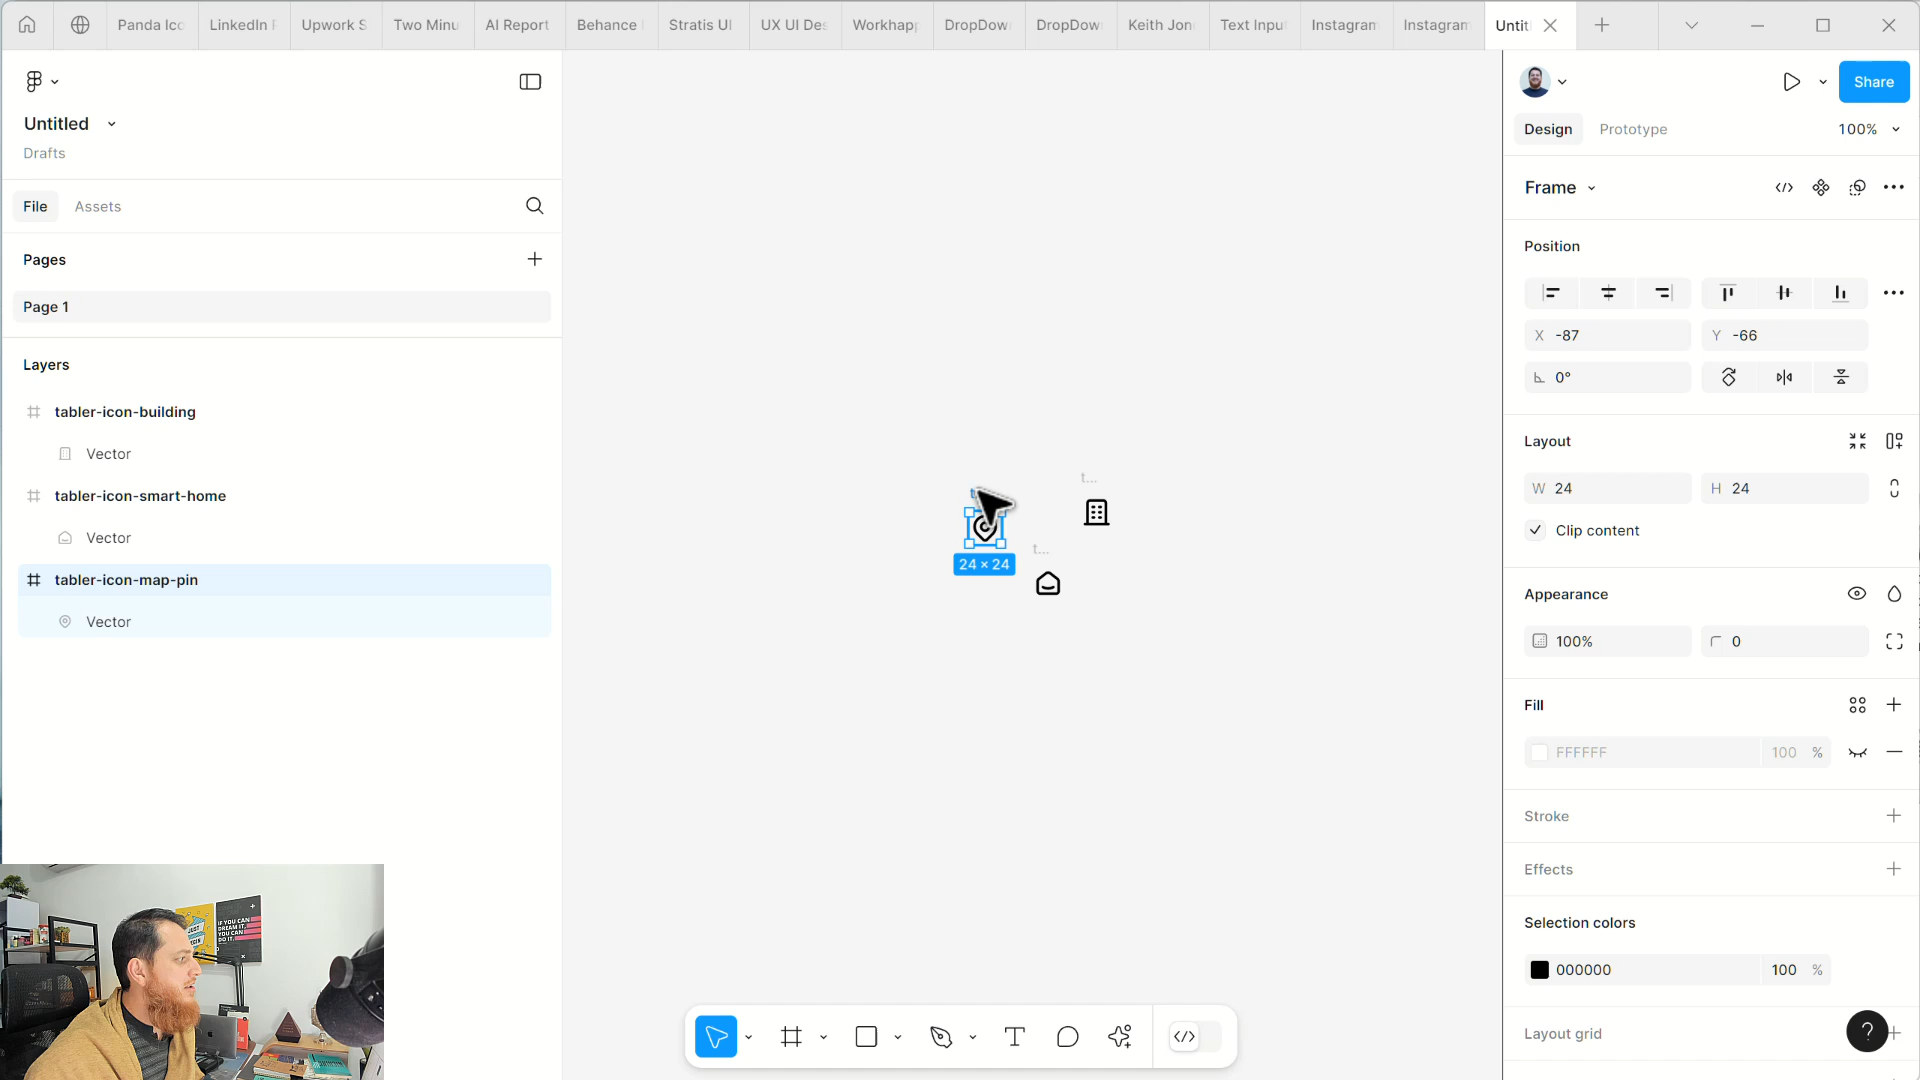 Panda Ico
LinkedIn
Upwork S
Two Minu
AI Report
Behance
Stratis UI
UX UI Des
Workhapp
DropDow
DropDow
Keith Jon
Text Inpu
Instagram
Instagram
Untit
Untitled
Drafts
File
Assets
Pages
Page 1
Layers
tabler-icon-building
Vector
tabler-icon-smart-home
Vector
tabler-icon-map-pin
Vector
t...
t...
24 × 24
Share
Design
Prototype
100%
Frame
Position
X -87
Y -66
0°
Layout
W 24
H 24
Clip content
Appearance
100%
0
Fill
FFFFFF
100 %
Stroke
Effects
Selection colors
000000
100 %
Layout grid
?
JUST
IF YOU CAN
DREAM IT,
YOU CAN
DO IT.